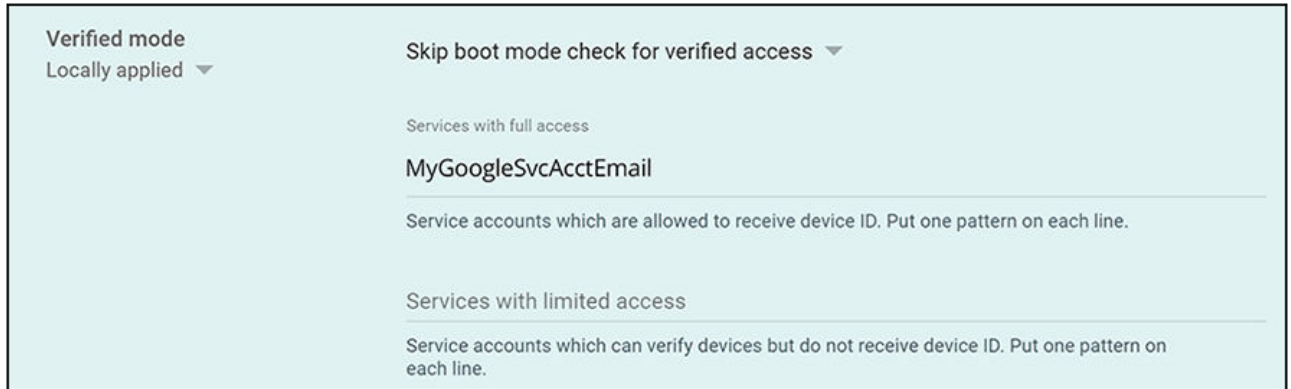 Verified mode
Locally applied
Skip boot mode check for verified access
Services with full access
MyGoogleSvcAcctEmail
Service accounts which are allowed to receive device ID. Put one pattern on each line.
Services with limited access
Service accounts which can verify devices but do not receive device ID. Put one pattern on
each line.